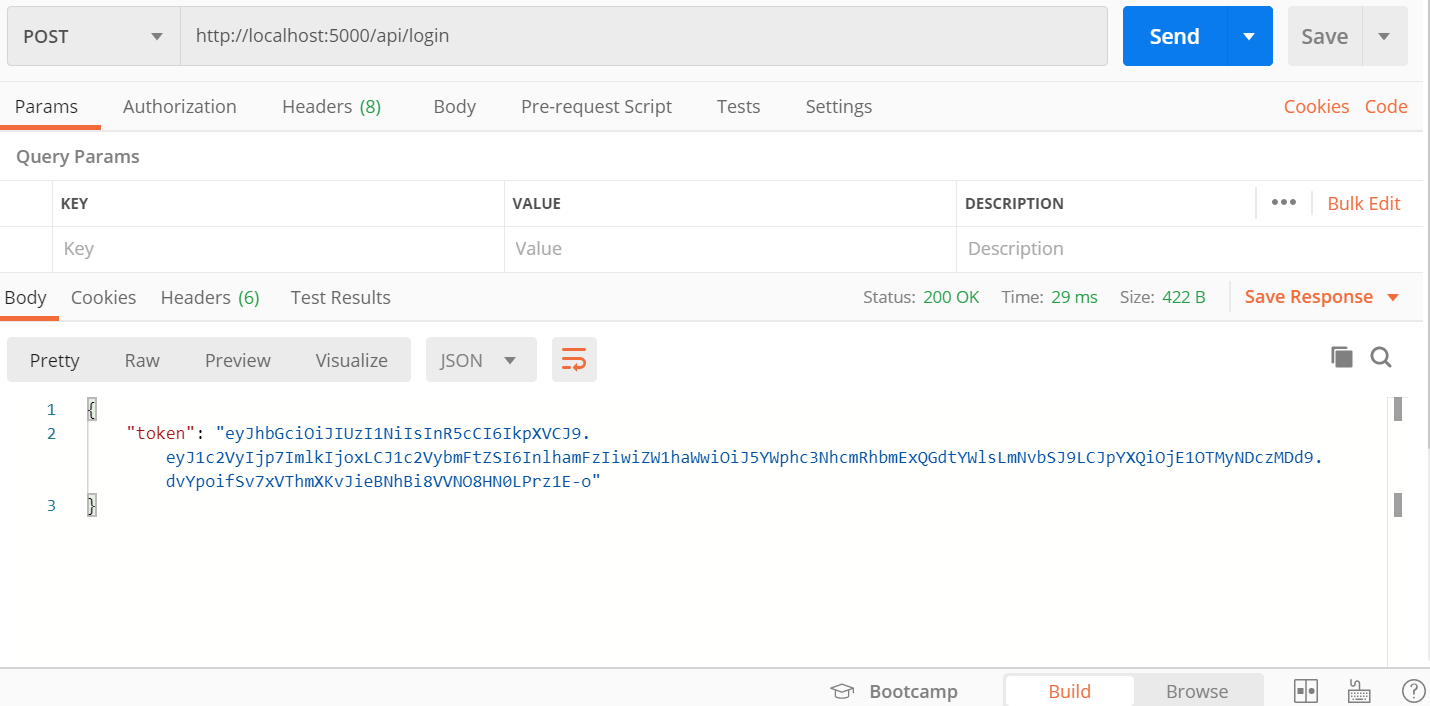 POST http://localhost:5000/api/login Send Save
Params Authorization Headers (8) Body Pre-request Script Tests Settings Cookies Code
Query Params
KEY VALUE DESCRIPTION ••• Bulk Edit
Key Value Description
Body Cookies Headers (6) Test Results Status: 200 OK Time: 29 ms Size: 422 B Save Response
Pretty Raw Preview Visualize JSON
1 {
2 "token": "eyJhbGciOiJIUzI1NiIsInR5cCI6IkpXVCJ9.
eyJ1c2VyIjp7ImlkIjoxLCJ1c2VybmFtZSI6InlhamFzIiwiZW1haWwiOiJ5YWphc3NhcmRhbmExQGdtYWlsLmNvbSJ9LCJpYXQiOjE1OTMyNDczMDd9.
dvYpoifSv7xVThmXKvJieBNhBi8VVNO8HN0LPrz1E-o"
3 }
Bootcamp Build Browse ?